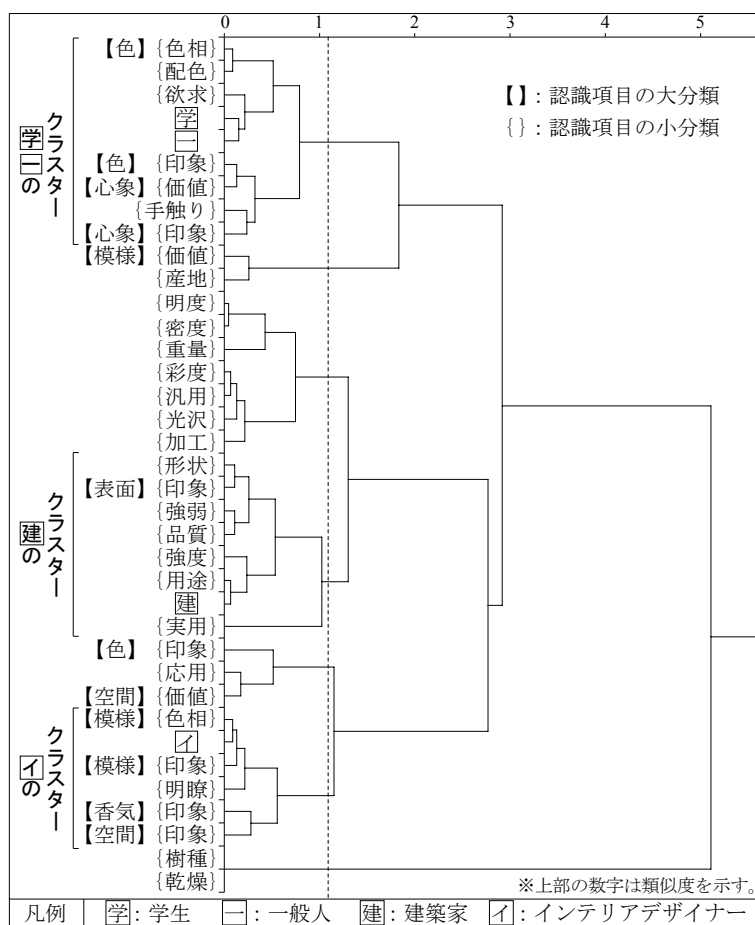 0 1 2 3 4 5
【色】{色相}
{配色}
{欲求}
学
一
【色】{印象}
【心象】{価値}
{手触り}
【心象】{印象}
【模様】{価値}
{産地}
{明度}
{密度}
{重量}
{彩度}
{汎用}
{光沢}
{加工}
{形状}
【表面】{印象}
{強弱}
{品質}
{強度}
{用途}
建
{実用}
【色】{印象}
{応用}
【空間】{価値}
【模様】{色相}
イ
【模様】{印象}
{明瞭}
【香気】{印象}
【空間】{印象}
{樹種}
{乾燥}
学一の
クラスター
建の
クラスター
イの
クラスター
【】:認識項目の大分類
{}:認識項目の小分類
※上部の数字は類似度を示す。
凡例 学:学生 一:一般人 建:建築家 イ:インテリアデザイナー